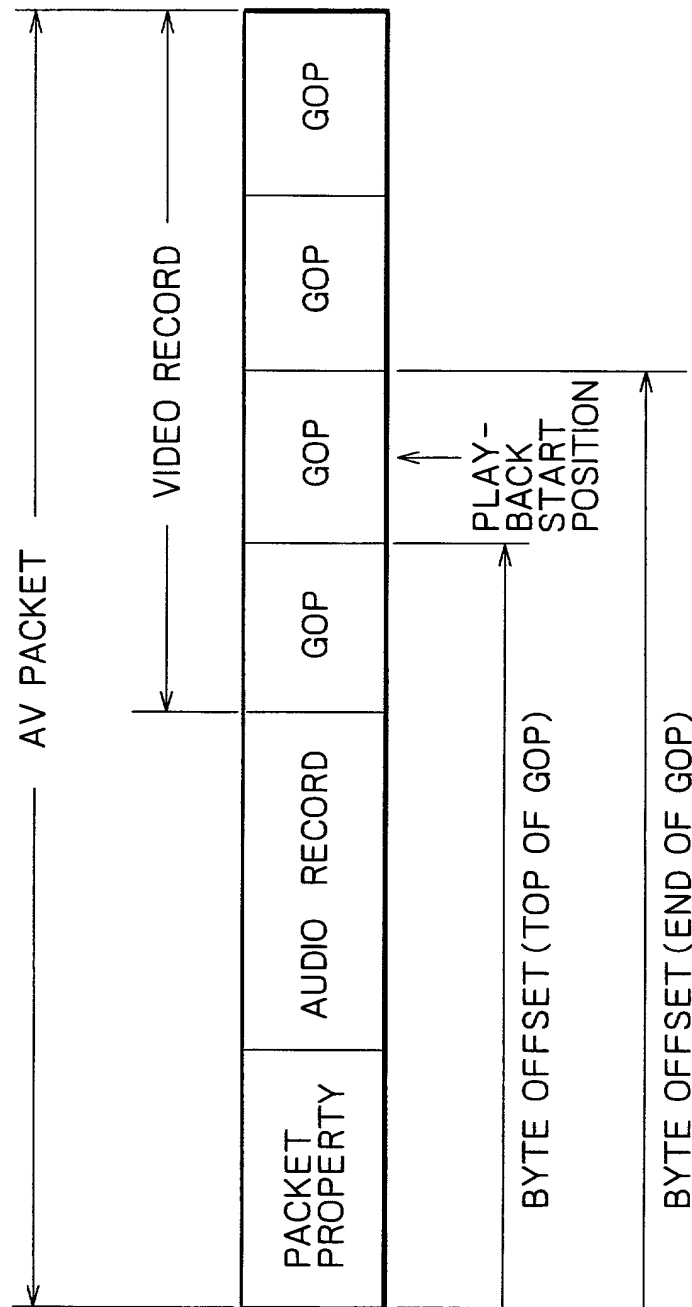 AV PACKET
VIDEO RECORD
PACKET
PROPERTY
AUDIO RECORD
GOP
GOP
GOP
GOP
PLAY-
BACK
START
POSITION
BYTE OFFSET (TOP OF GOP)
BYTE OFFSET (END OF GOP)